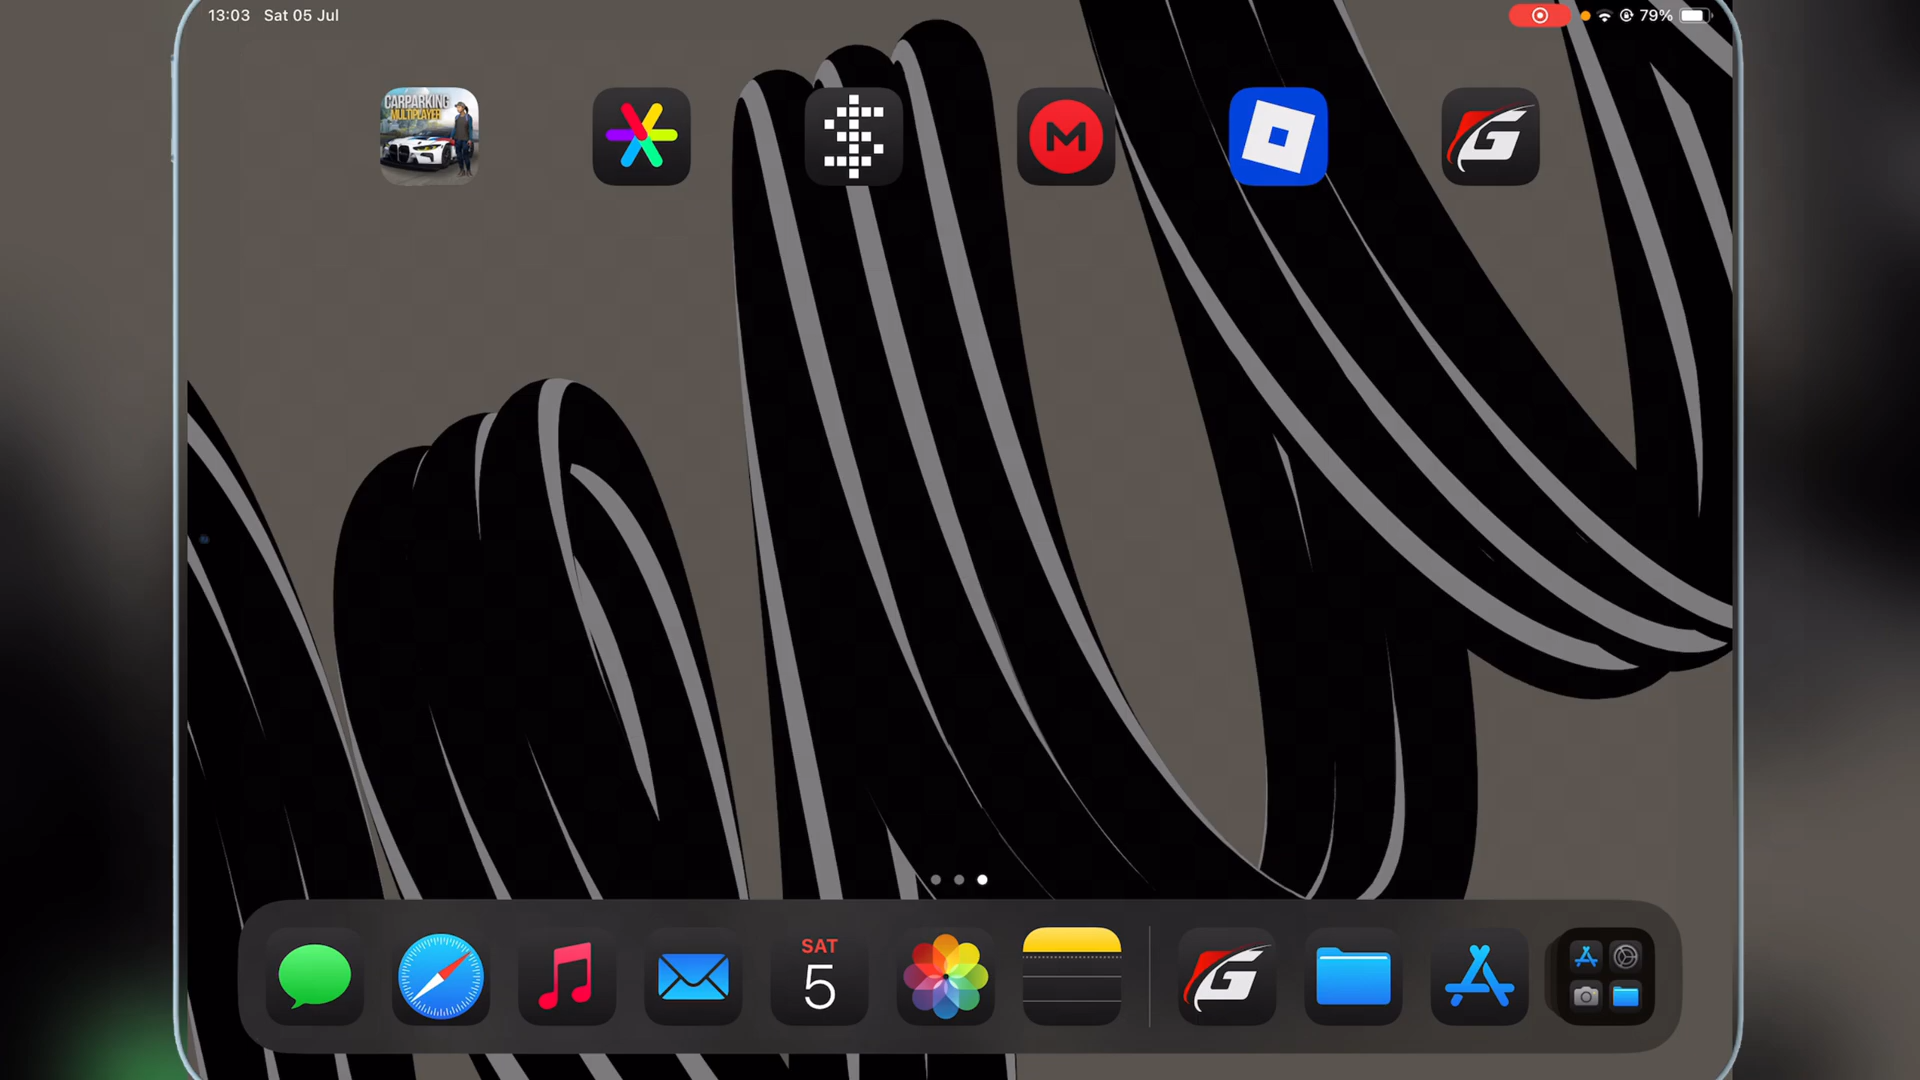 13:03 Sat 05 Jul
79%
CARPARKING
MULTIPLAYER
M
G
SAT
5
G